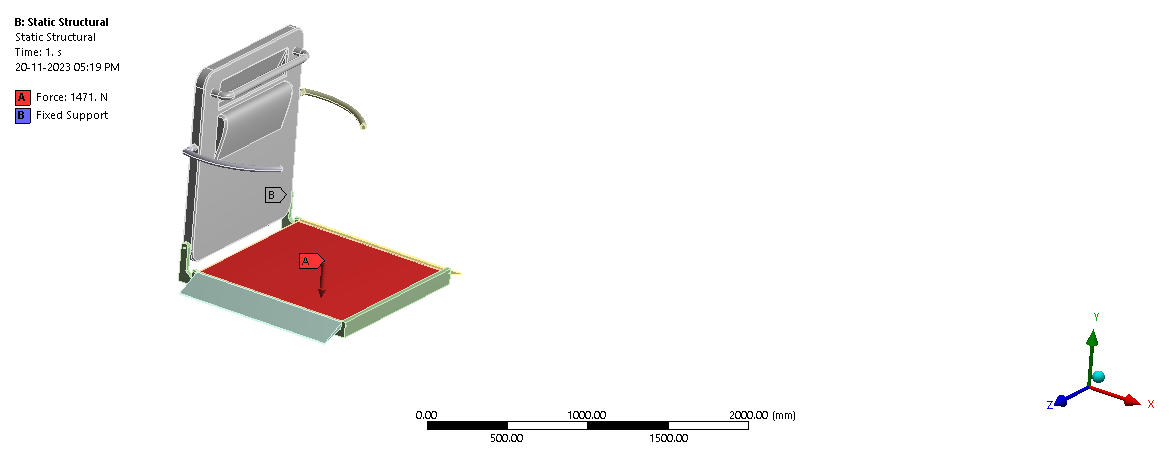 B: Static Structural
Static Structural
Time: 1. s
20-11-2023 05:19 PM
A Force: 1471. N
B Fixed Support
B
A
Y
Z
X
0.00 1000.00 2000.00 (mm)
500.00 1500.00